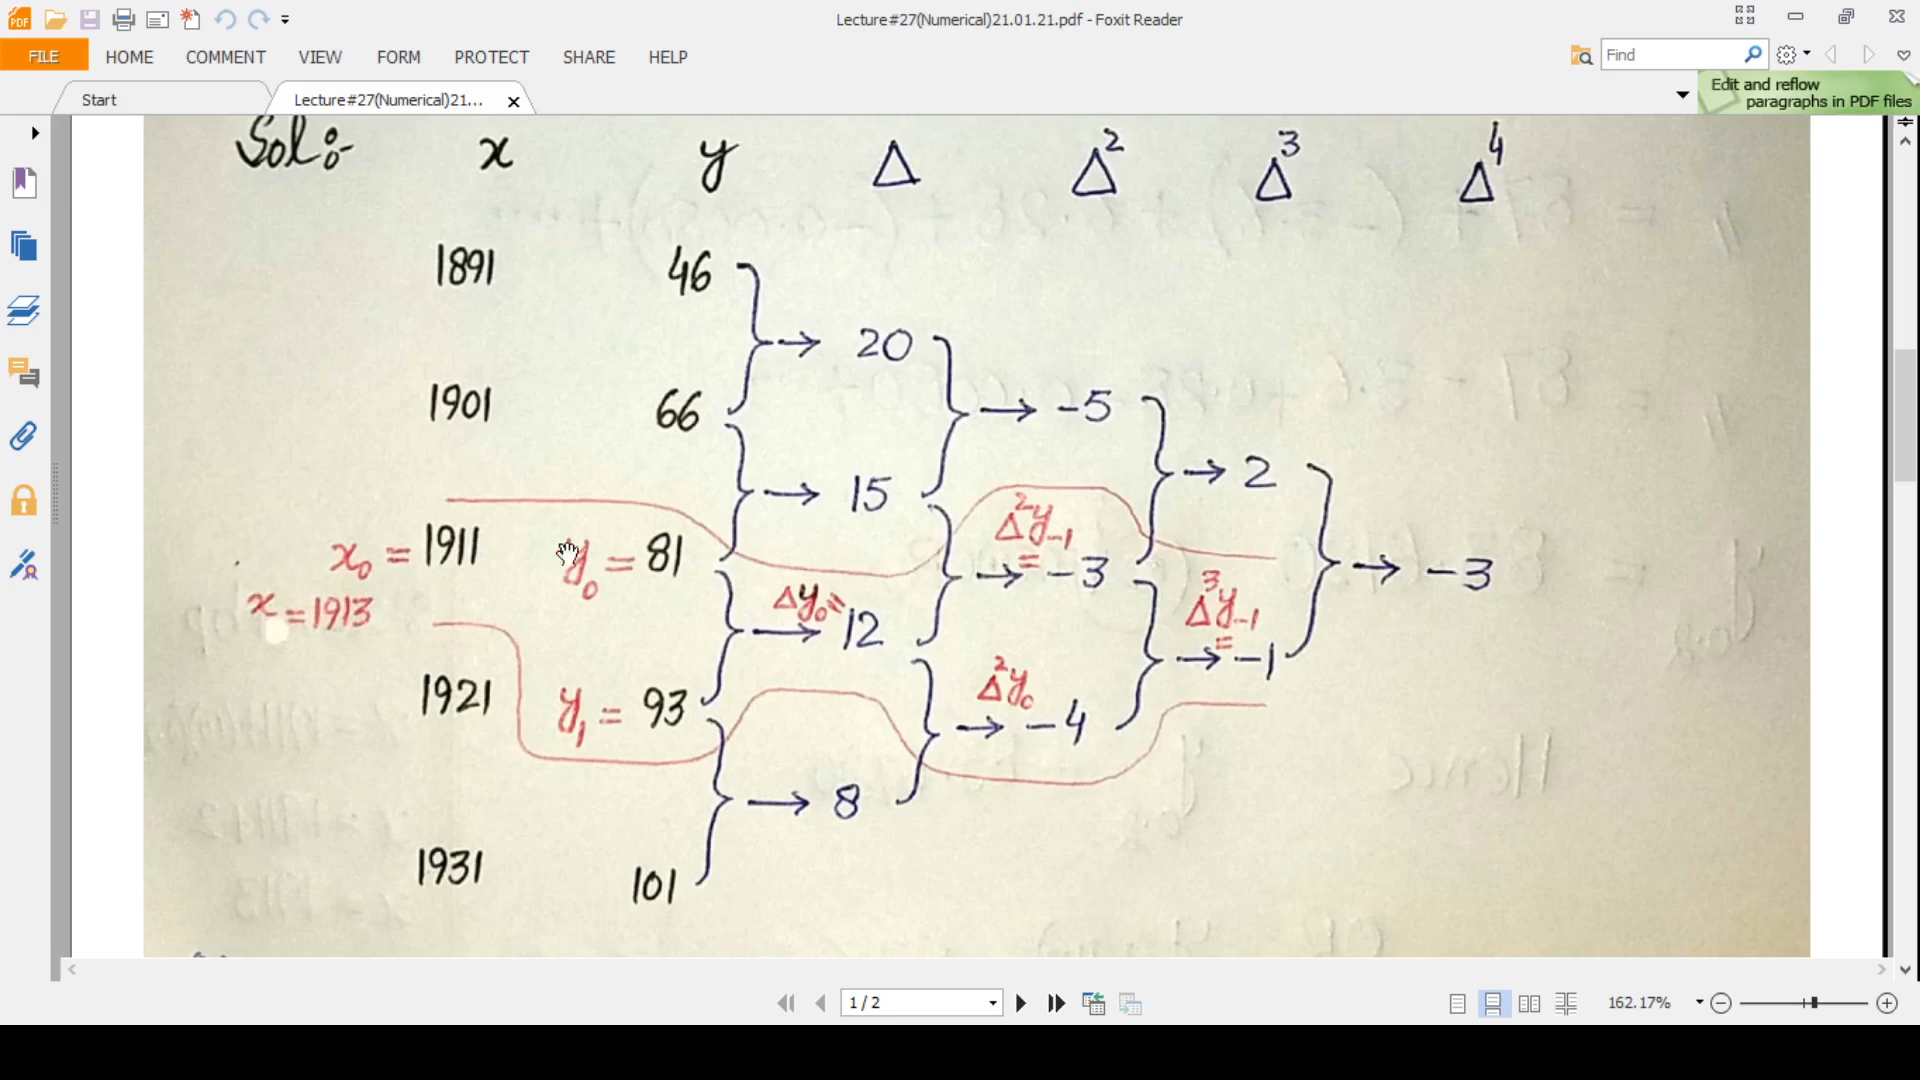 Lecture#27(Numerical)21.01.21.pdf - Foxit Reader
FILE HOME COMMENT VIEW FORM PROTECT SHARE HELP
Find
Start Lecture#27(Numerical)21...
Edit and reflow
paragraphs in PDF files
Sol:- x y Δ Δ² Δ³ Δ⁴
1891 46
20
1901 66 -5
15 2
x₀ = 1911 y₀ = 81 Δ²y₋₁ = -3 -3
x = 1913 Δy₀ = 12 Δ³y₋₁ = -1
1921 y₁ = 93 Δ²y₀ -4
8
1931 101
1 / 2
162.17%